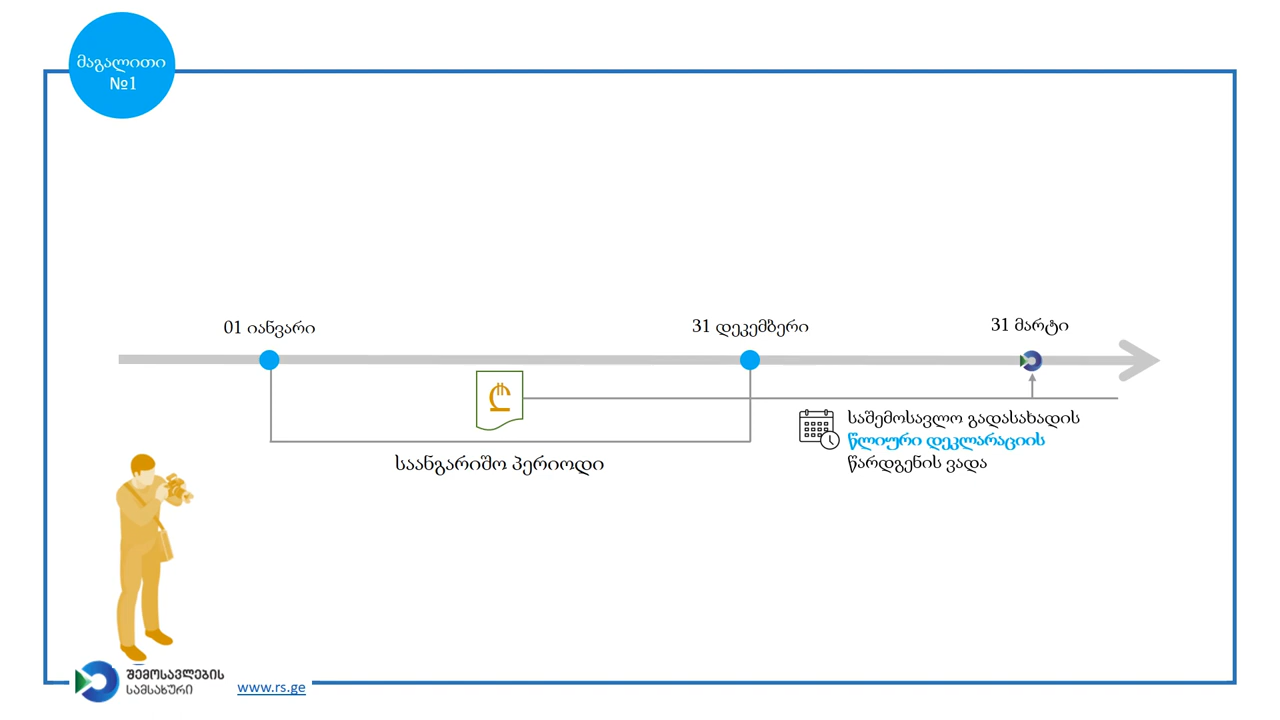 მაგალითი
№1
01 იანვარი
31 დეკემბერი
31 მარტი
₾
საშემოსავლო გადასახადის
წლიური დეკლარაციის
წარდგენის ვადა
საანგარიშო პერიოდი
შემოსავლების
სამსახური
www.rs.ge